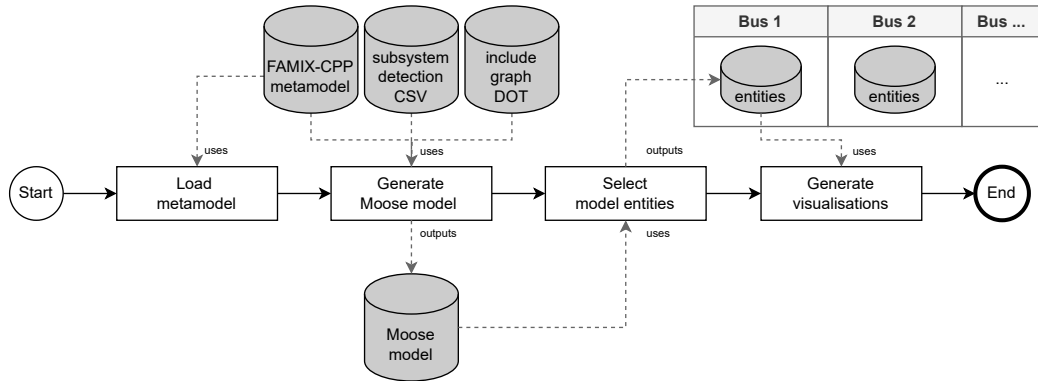 Bus 1
Bus 2
Bus ...
FAMIX-CPP
metamodel
subsystem
detection
CSV
include
graph
DOT
entities
entities
...
uses
uses
outputs
uses
Start
Load
metamodel
Generate
Moose model
Select
model entities
Generate
visualisations
End
outputs
uses
Moose
model